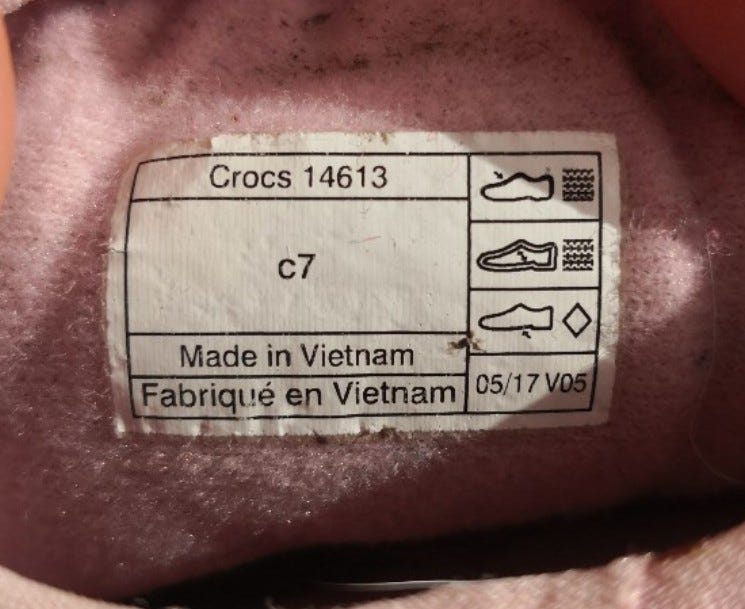 Crocs 14613
c7
Made in Vietnam
Fabriqué en Vietnam
05/17 V05